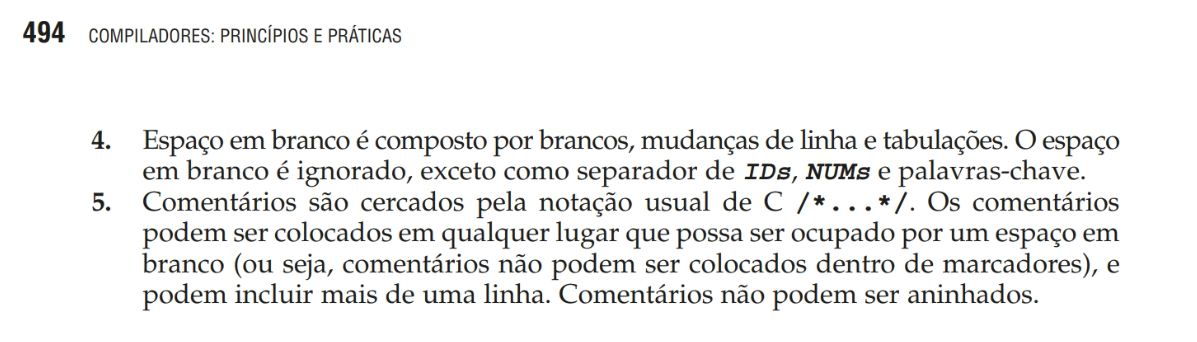 494 COMPILADORES: PRINCÍPIOS E PRÁTICAS
4. Espaço em branco é composto por brancos, mudanças de linha e tabulações. O espaço
em branco é ignorado, exceto como separador de IDs, NUMs e palavras-chave.
5. Comentários são cercados pela notação usual de C /*...*/. Os comentários
podem ser colocados em qualquer lugar que possa ser ocupado por um espaço em
branco (ou seja, comentários não podem ser colocados dentro de marcadores), e
podem incluir mais de uma linha. Comentários não podem ser aninhados.